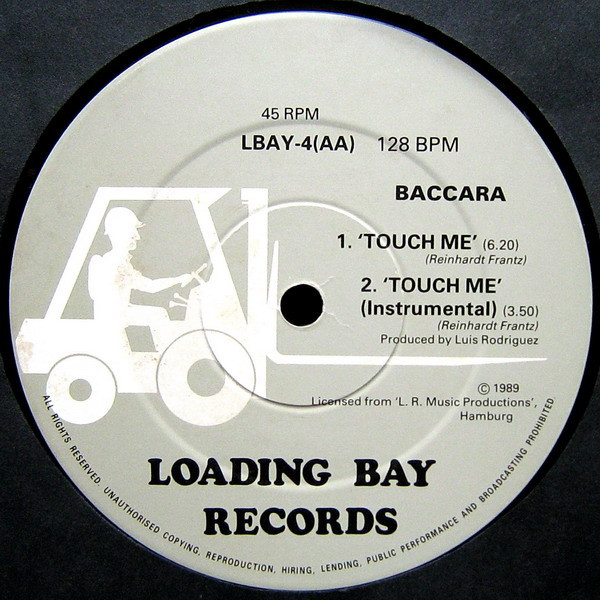 45 RPM
LBAY-4(AA) 128 BPM
BACCARA
1. ‘TOUCH ME’ (6.20)
(Reinhardt Frantz)
2. ‘TOUCH ME’
(Instrumental) (3.50)
(Reinhardt Frantz)
Produced by Luis Rodriguez
© 1989
Licensed from ‘L. R. Music Productions’,
Hamburg
LOADING BAY
RECORDS
ALL RIGHTS RESERVED. UNAUTHORISED COPYING, REPRODUCTION, HIRING, LENDING, PUBLIC PERFORMANCE AND BROADCASTING PROHIBITED.